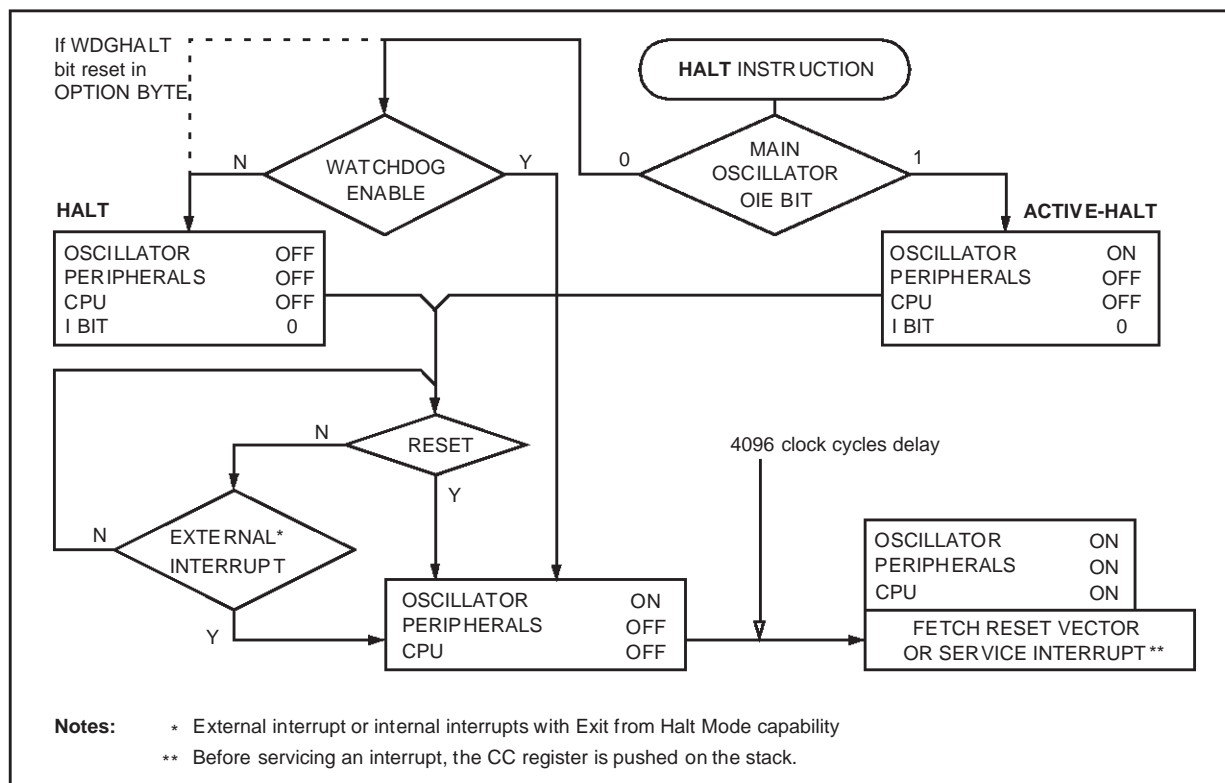 If WDGHALT
bit reset in
OPTION BYTE
HALT INSTRUCTION
MAIN
OSCILLATOR
OIE BIT
0
1
WATCHDOG
ENABLE
N
Y
HALT
OSCILLATOR OFF
PERIPHERALS OFF
CPU OFF
I BIT 0
ACTIVE-HALT
OSCILLATOR ON
PERIPHERALS OFF
CPU OFF
I BIT 0
RESET
N
Y
EXTERNAL*
INTERRUPT
N
Y
OSCILLATOR ON
PERIPHERALS OFF
CPU OFF
4096 clock cycles delay
OSCILLATOR ON
PERIPHERALS ON
CPU ON
FETCH RESET VECTOR
OR SERVICE INTERRUPT**
Notes: * External interrupt or internal interrupts with Exit from Halt Mode capability
** Before servicing an interrupt, the CC register is pushed on the stack.